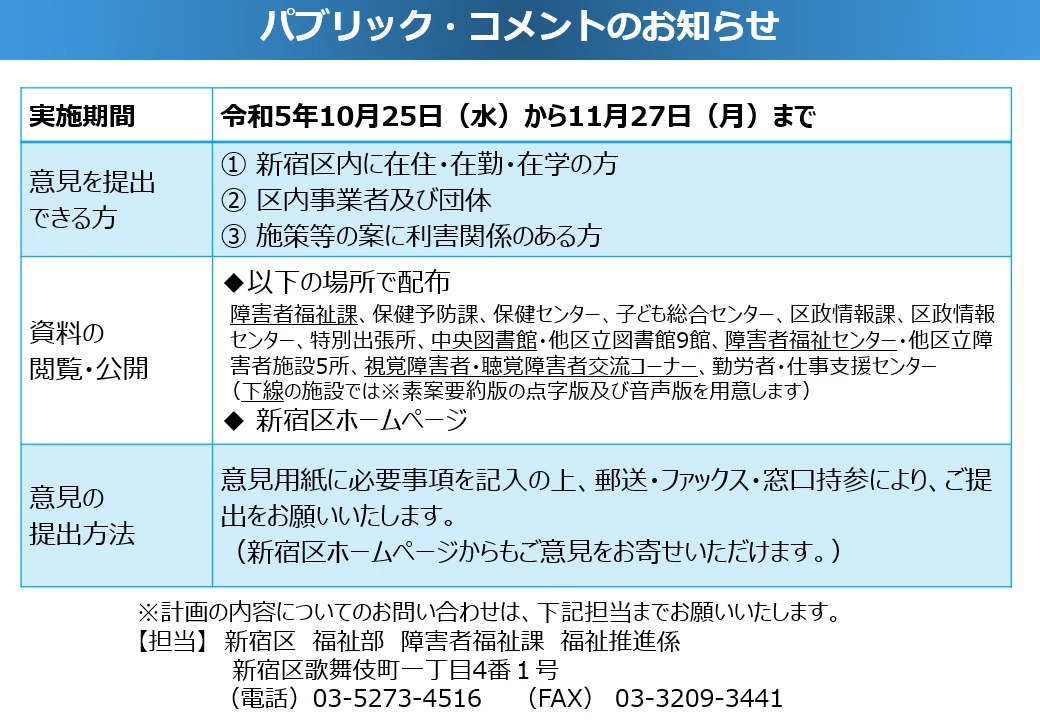 パブリック・コメントのお知らせ
実施期間
令和5年10月25日（水）から11月27日（月）まで
意見を提出
できる方
① 新宿区内に在住・在勤・在学の方
② 区内事業者及び団体
③ 施策等の案に利害関係のある方
資料の
閲覧・公開
◆以下の場所で配布
障害者福祉課、保健予防課、保健センター、子ども総合センター、区政情報課、区政情報
センター、特別出張所、中央図書館・他区立図書館9館、障害者福祉センター・他区立障
害者施設5所、視覚障害者・聴覚障害者交流コーナー、勤労者・仕事支援センター
（下線の施設では※素案要約版の点字版及び音声版を用意します）
◆ 新宿区ホームページ
意見の
提出方法
意見用紙に必要事項を記入の上、郵送・ファックス・窓口持参により、ご提
出をお願いいたします。
（新宿区ホームページからもご意見をお寄せいただけます。）
※計画の内容についてのお問い合わせは、下記担当までお願いいたします。
【担当】 新宿区 福祉部 障害者福祉課 福祉推進係
新宿区歌舞伎町一丁目4番１号
（電話）03-5273-4516 （FAX） 03-3209-3441